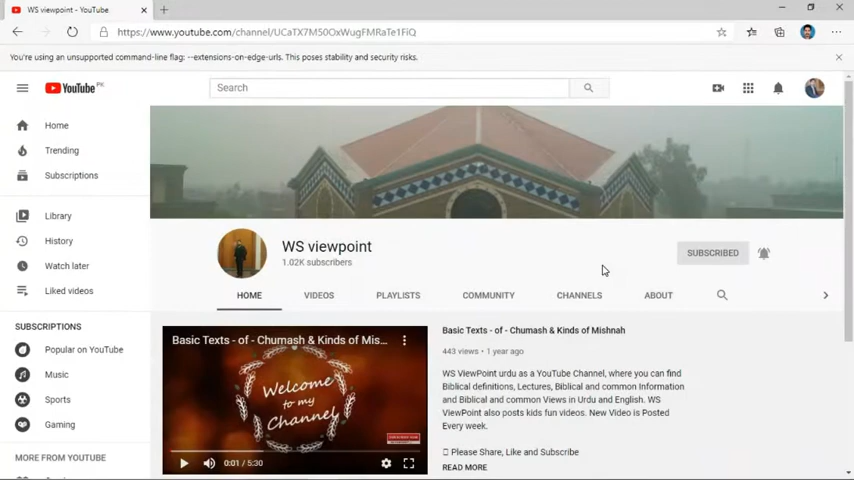 WS viewpoint - YouTube
https://www.youtube.com/channel/UCaTX7M50OxWugFMRaTe1FiQ
You're using an unsupported command-line flag: --extensions-on-edge-urls. This poses stability and security risks.
YouTube PK
Search
Home
Trending
Subscriptions
Library
History
Watch later
Liked videos
SUBSCRIPTIONS
Popular on YouTube
Music
Sports
Gaming
MORE FROM YOUTUBE
WS viewpoint
1.02K subscribers
SUBSCRIBED
HOME
VIDEOS
PLAYLISTS
COMMUNITY
CHANNELS
ABOUT
Basic Texts - of - Chumash & Kinds of Mis...
Welcome
to my
Channel
0:01 / 5:30
Basic Texts - of - Chumash & Kinds of Mishnah
443 views • 1 year ago
WS ViewPoint urdu as a YouTube Channel, where you can find
Biblical definitions, Lectures, Biblical and common Information
and Biblical and common Views in Urdu and English. WS
ViewPoint also posts kids fun videos. New Video is Posted
Every week.
Please Share, Like and Subscribe
READ MORE